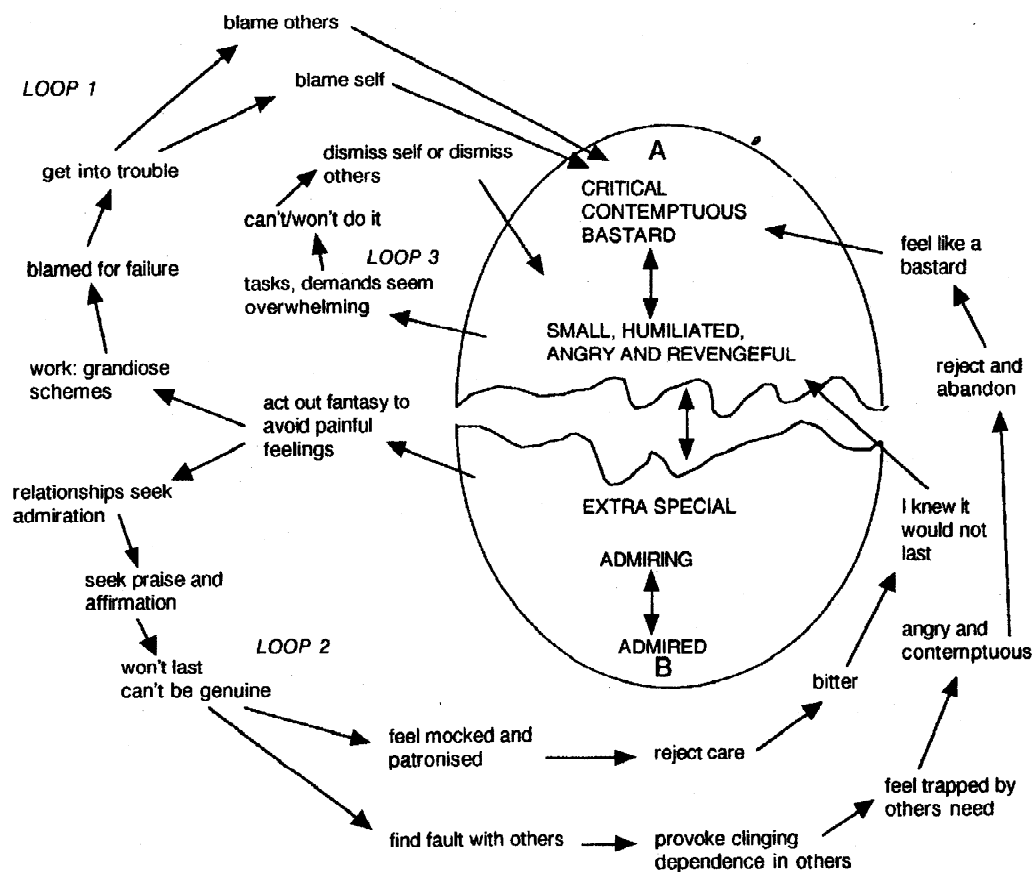 blame others
LOOP 1
blame self
get into trouble
dismiss self or dismiss
others
can't/won't do it
LOOP 3
tasks, demands seem
overwhelming
blamed for failure
work: grandiose
schemes
act out fantasy to
avoid painful
feelings
relationships seek
admiration
seek praise and
affirmation
LOOP 2
won't last
can't be genuine
feel mocked and
patronised
reject care
bitter
I knew it
would not
last
find fault with others
provoke clinging
dependence in others
feel trapped by
others need
angry and
contemptuous
reject and
abandon
feel like a
bastard
A
CRITICAL
CONTEMPTUOUS
BASTARD
SMALL, HUMILIATED,
ANGRY AND REVENGEFUL
EXTRA SPECIAL
ADMIRING
ADMIRED
B